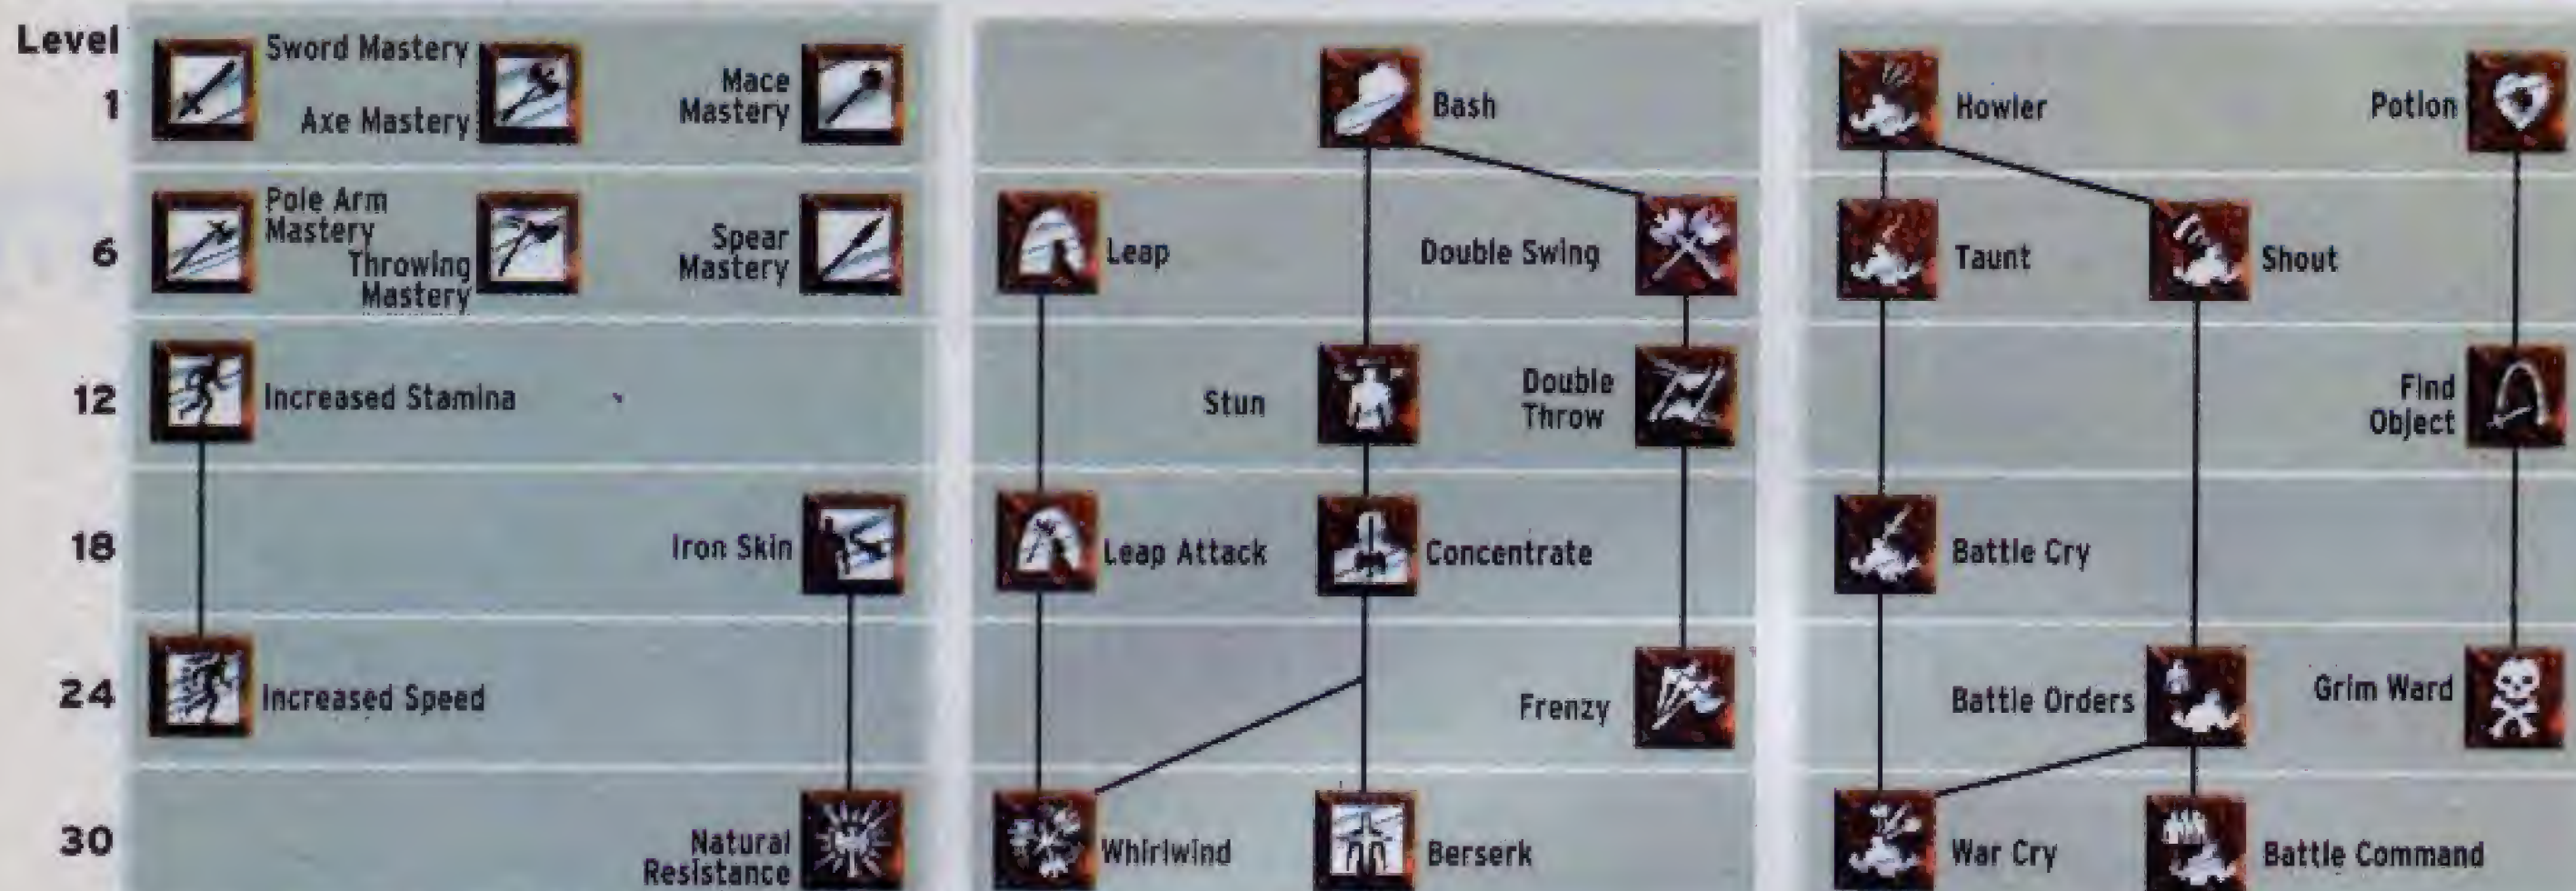 Level
1
Sword Mastery
Axe Mastery
Mace
Mastery
Bash
Howler
Potion
6
Pole Arm
Mastery
Throwing
Mastery
Spear
Mastery
Leap
Double Swing
Taunt
Shout
12
Increased Stamina
Stun
Double
Throw
Find
Object
18
Iron Skin
Leap Attack
Concentrate
Battle Cry
24
Increased Speed
Frenzy
Battle Orders
Grim Ward
30
Natural
Resistance
Whirlwind
Berserk
War Cry
Battle Command